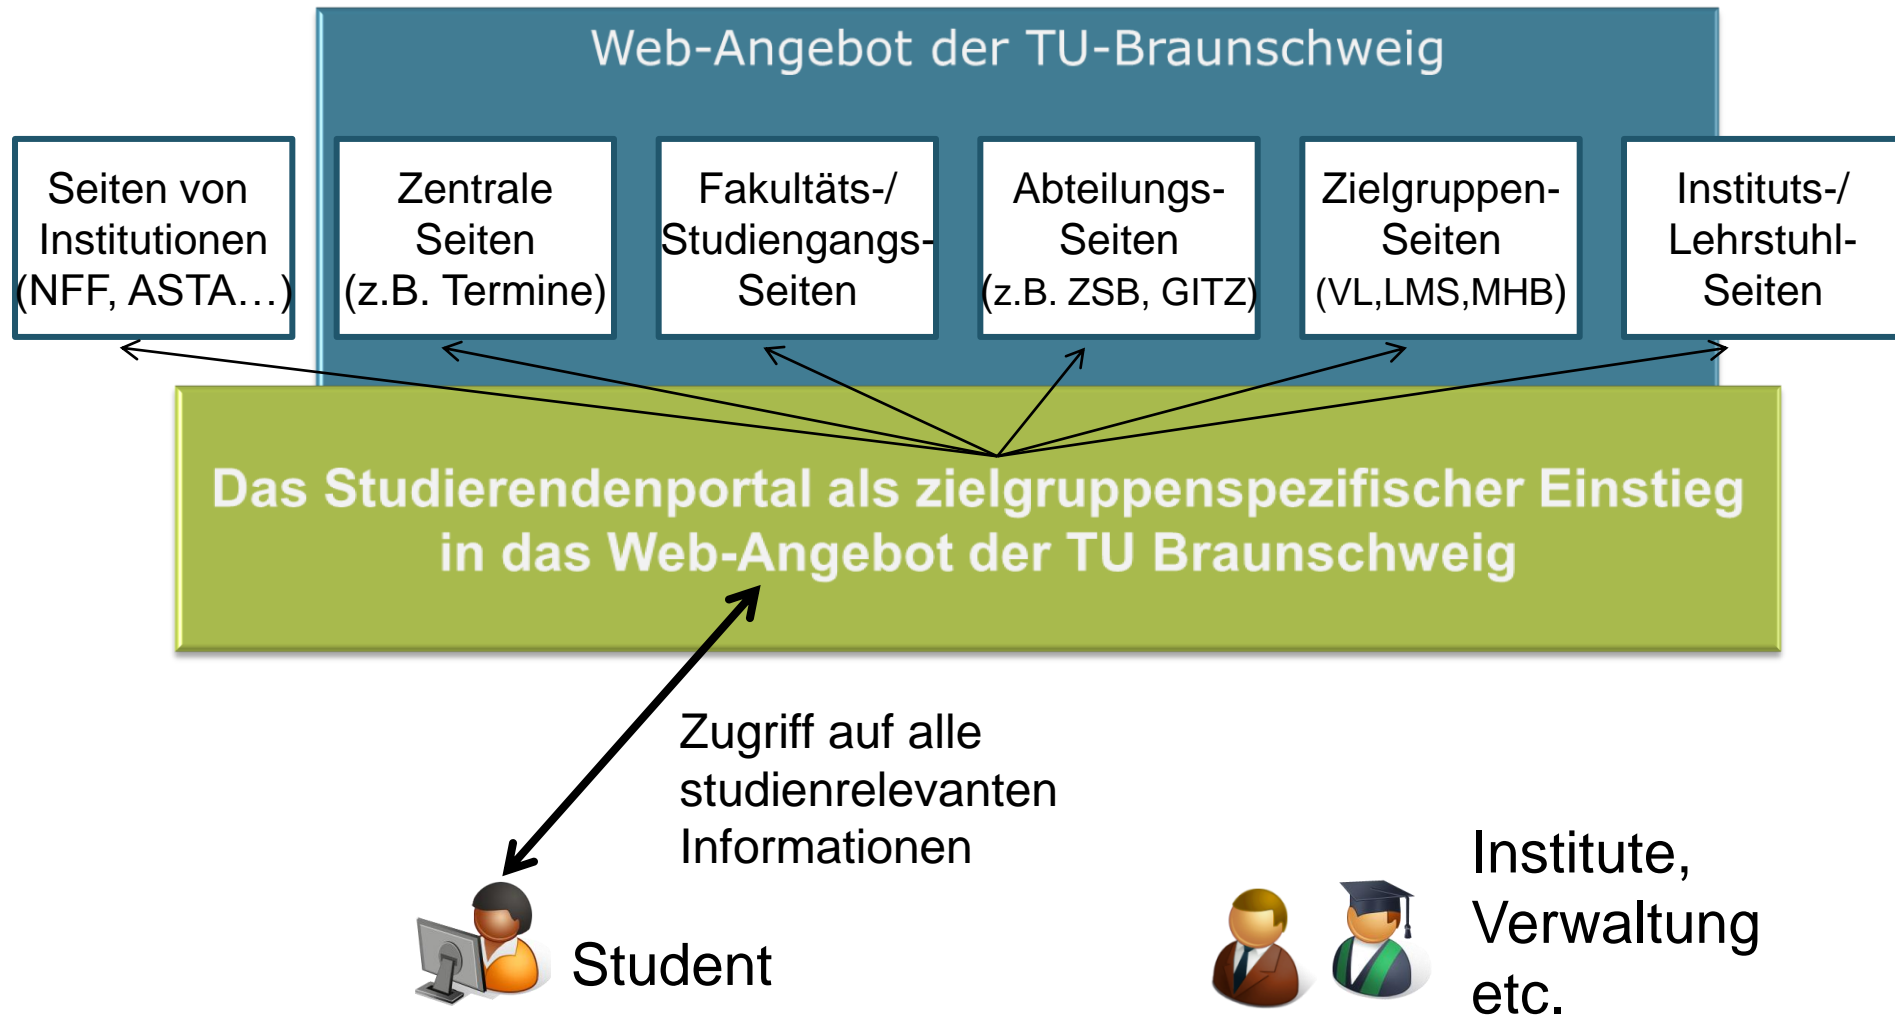 Web-Angebot der TU-Braunschweig
Seiten von
Institutionen
(NFF, ASTA…)
Zentrale
Seiten
(z.B. Termine)
Fakultäts-/
Studiengangs-
Seiten
Abteilungs-
Seiten
(z.B. ZSB, GITZ)
Zielgruppen-
Seiten
(VL,LMS,MHB)
Instituts-/
Lehrstuhl-
Seiten
Das Studierendenportal als zielgruppenspezifischer Einstieg
in das Web-Angebot der TU Braunschweig
Zugriff auf alle
studienrelevanten
Informationen
Student
Institute,
Verwaltung
etc.